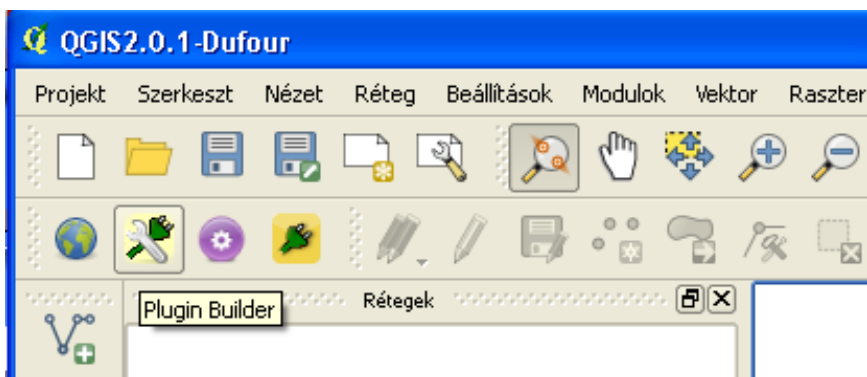 QGIS2.0.1-Dufour
Projekt Szerkeszt Nézet Réteg Beállítások Modulok Vektor Raszter
Plugin Builder
Rétegek